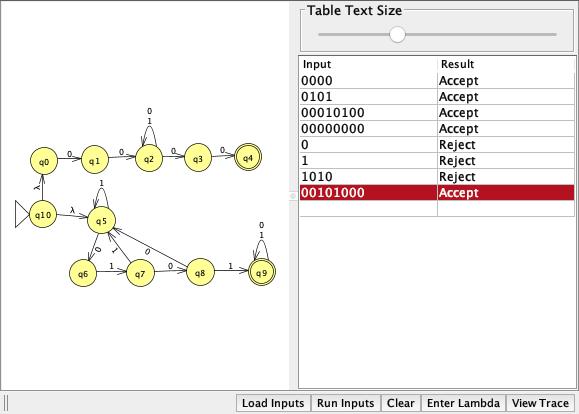 Table Text Size
Input Result
0000 Accept
0101 Accept
00010100 Accept
00000000 Accept
0 Reject
1 Reject
1010 Reject
00101000 Accept
0
1
q0 0 q1 0 q2 0 q3 0 q4
λ
1
q10 λ q5
0
1
0 1 0
q6 1 q7 0 q8 1 q9
Load Inputs Run Inputs Clear Enter Lambda View Trace